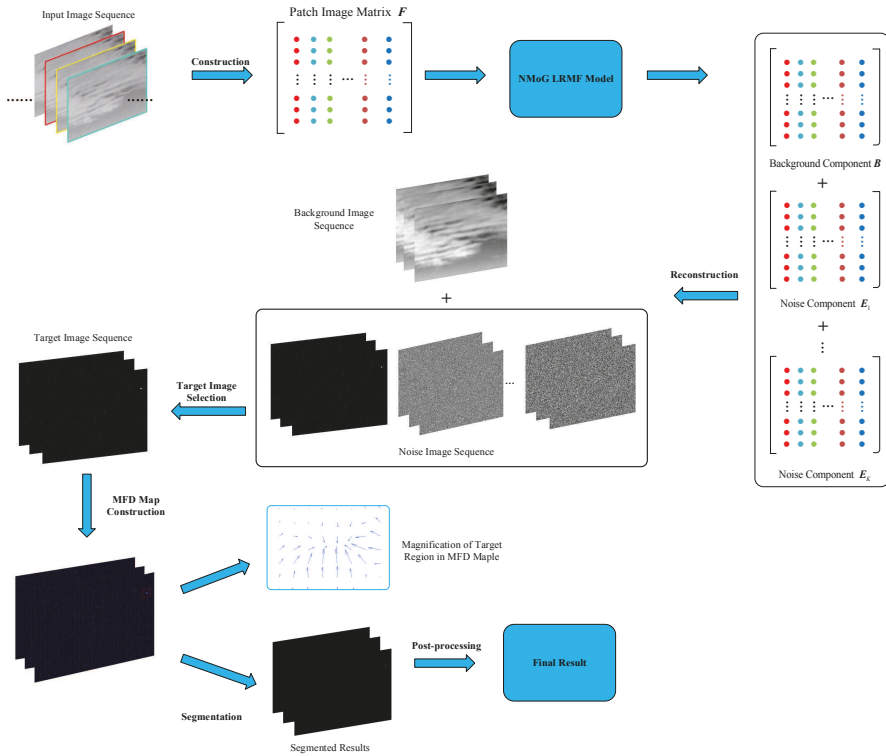 Input Image Sequence
Construction
Patch Image Matrix F
NMoG LRMF Model
Background Component B
+
Noise Component E1
+
Noise Component EK
Reconstruction
Background Image
Sequence
+
Noise Image Sequence
Target Image
Selection
Target Image Sequence
MFD Map
Construction
Magnification of Target
Region in MFD Maple
Segmentation
Segmented Results
Post-processing
Final Result